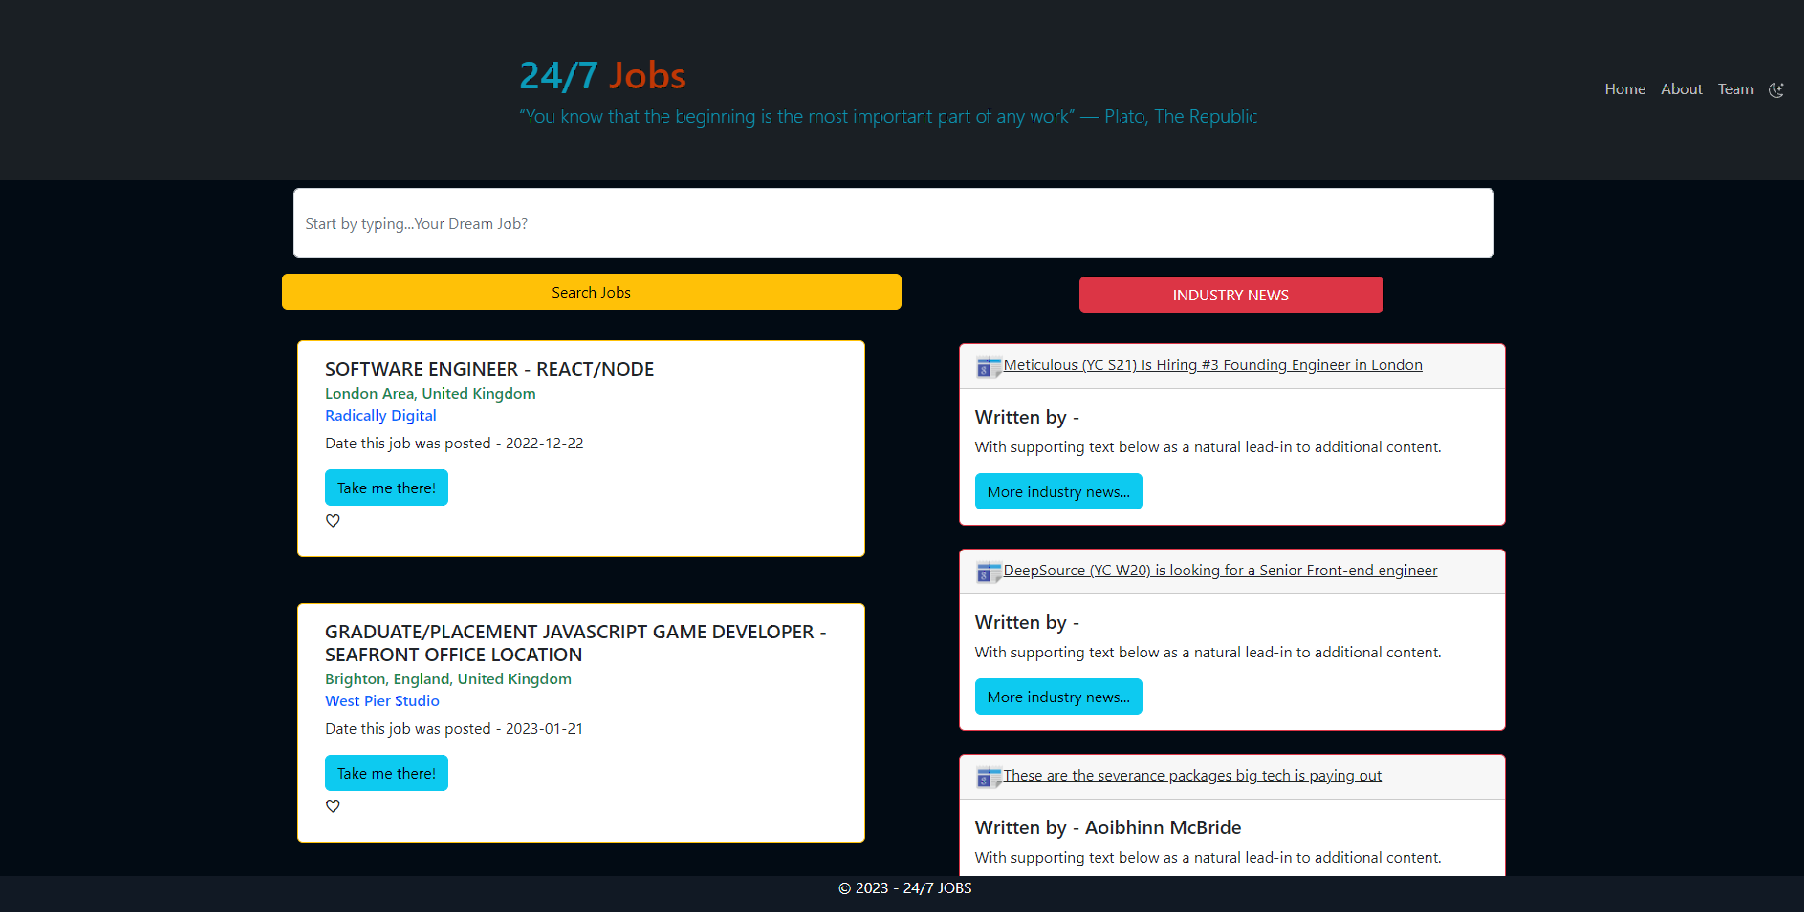 24/7 Jobs
“You know that the beginning is the most important part of any work” — Plato, The Republic
Home About Team
Start by typing...Your Dream Job?
Search Jobs
INDUSTRY NEWS
SOFTWARE ENGINEER - REACT/NODE
London Area, United Kingdom
Radically Digital
Date this job was posted - 2022-12-22
Take me there!
GRADUATE/PLACEMENT JAVASCRIPT GAME DEVELOPER -
SEAFRONT OFFICE LOCATION
Brighton, England, United Kingdom
West Pier Studio
Date this job was posted - 2023-01-21
Take me there!
Meticulous (YC S21) Is Hiring #3 Founding Engineer in London
Written by -
With supporting text below as a natural lead-in to additional content.
More industry news...
DeepSource (YC W20) is looking for a Senior Front-end engineer
Written by -
With supporting text below as a natural lead-in to additional content.
More industry news...
These are the severance packages big tech is paying out
Written by - Aoibhinn McBride
With supporting text below as a natural lead-in to additional content.
© 2023 - 24/7 JOBS